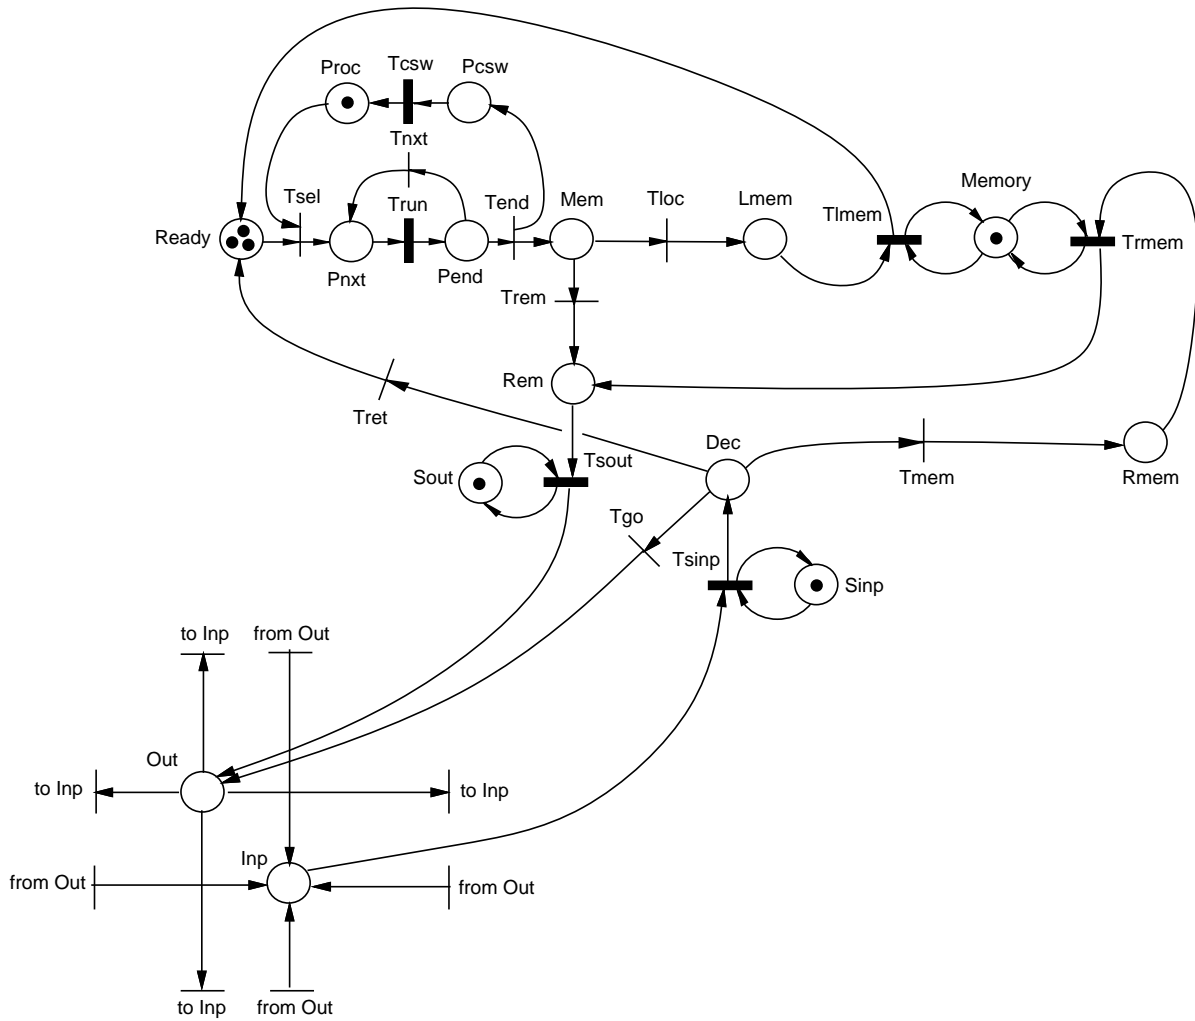 Proc
Tcsw
Pcsw
Tnxt
Tsel
Trun
Tend
Mem
Tloc
Lmem
Tlmem
Memory
Ready
Trmem
Pnxt
Pend
Trem
Rem
Tret
Dec
Sout
Tsout
Tmem
Rmem
Tgo
Tsinp
Sinp
to Inp
from Out
Out
to Inp
to Inp
Inp
from Out
from Out
to Inp
from Out